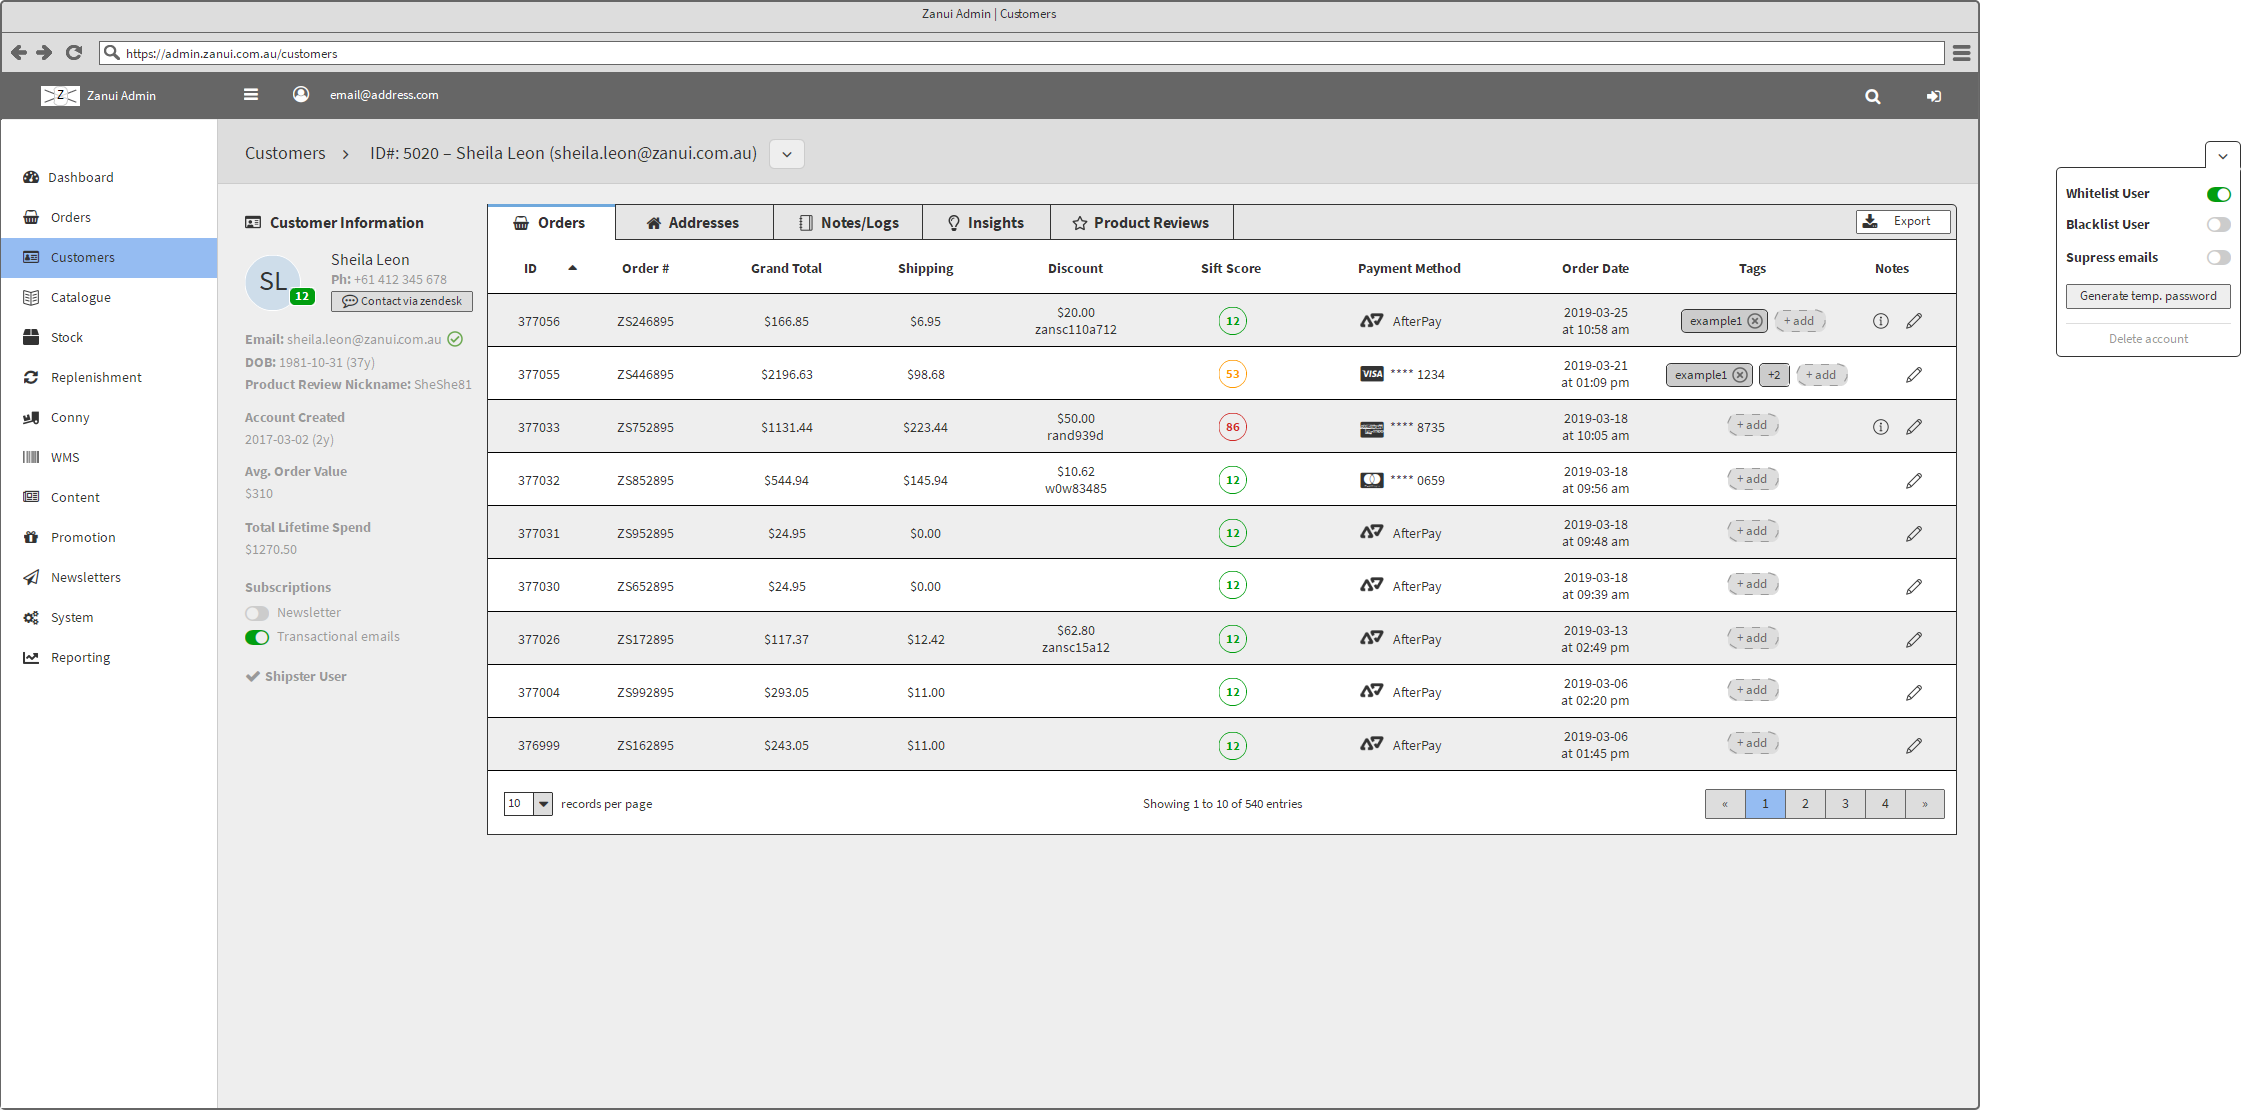 Zanui Admin | Customers
https://admin.zanui.com.au/customers
Z Zanui Admin
email@address.com
Customers
ID#: 5020 – Sheila Leon (sheila.leon@zanui.com.au)
Dashboard
Orders
Customers
Catalogue
Stock
Replenishment
Conny
WMS
Content
Promotion
Newsletters
System
Reporting
Customer Information
SL
12
Sheila Leon
Ph: +61 412 345 678
Contact via zendesk
Email: sheila.leon@zanui.com.au
DOB: 1981-10-31 (37y)
Product Review Nickname: SheShe81
Account Created
2017-03-02 (2y)
Avg. Order Value
$310
Total Lifetime Spend
$1270.50
Subscriptions
Newsletter
Transactional emails
Shipster User
Orders Addresses Notes/Logs Insights Product Reviews
Export
ID Order # Grand Total Shipping Discount Sift Score Payment Method Order Date Tags Notes
377056 ZS246895 $166.85 $6.95 $20.00 zansc110a712 12 AfterPay 2019-03-25 at 10:58 am example1 + add
377055 ZS446895 $2196.63 $98.68 53 VISA **** 1234 2019-03-21 at 01:09 pm example1 +2 + add
377033 ZS752895 $1131.44 $223.44 $50.00 rand939d 86 **** 8735 2019-03-18 at 10:05 am + add
377032 ZS852895 $544.94 $145.94 $10.62 w0w83485 12 **** 0659 2019-03-18 at 09:56 am + add
377031 ZS952895 $24.95 $0.00 12 AfterPay 2019-03-18 at 09:48 am + add
377030 ZS652895 $24.95 $0.00 12 AfterPay 2019-03-18 at 09:39 am + add
377026 ZS172895 $117.37 $12.42 $62.80 zansc15a12 12 AfterPay 2019-03-13 at 02:49 pm + add
377004 ZS992895 $293.05 $11.00 12 AfterPay 2019-03-06 at 02:20 pm + add
376999 ZS162895 $243.05 $11.00 12 AfterPay 2019-03-06 at 01:45 pm + add
10 records per page
Showing 1 to 10 of 540 entries
« 1 2 3 4 »
Whitelist User
Blacklist User
Supress emails
Generate temp. password
Delete account